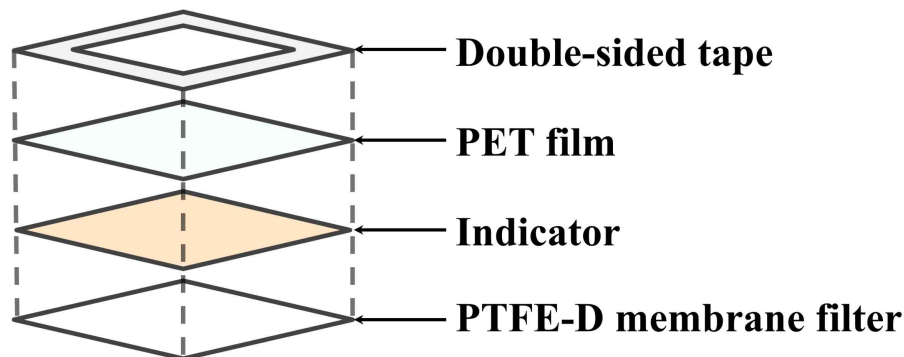 Double-sided tape
PET film
Indicator
PTFE-D membrane filter